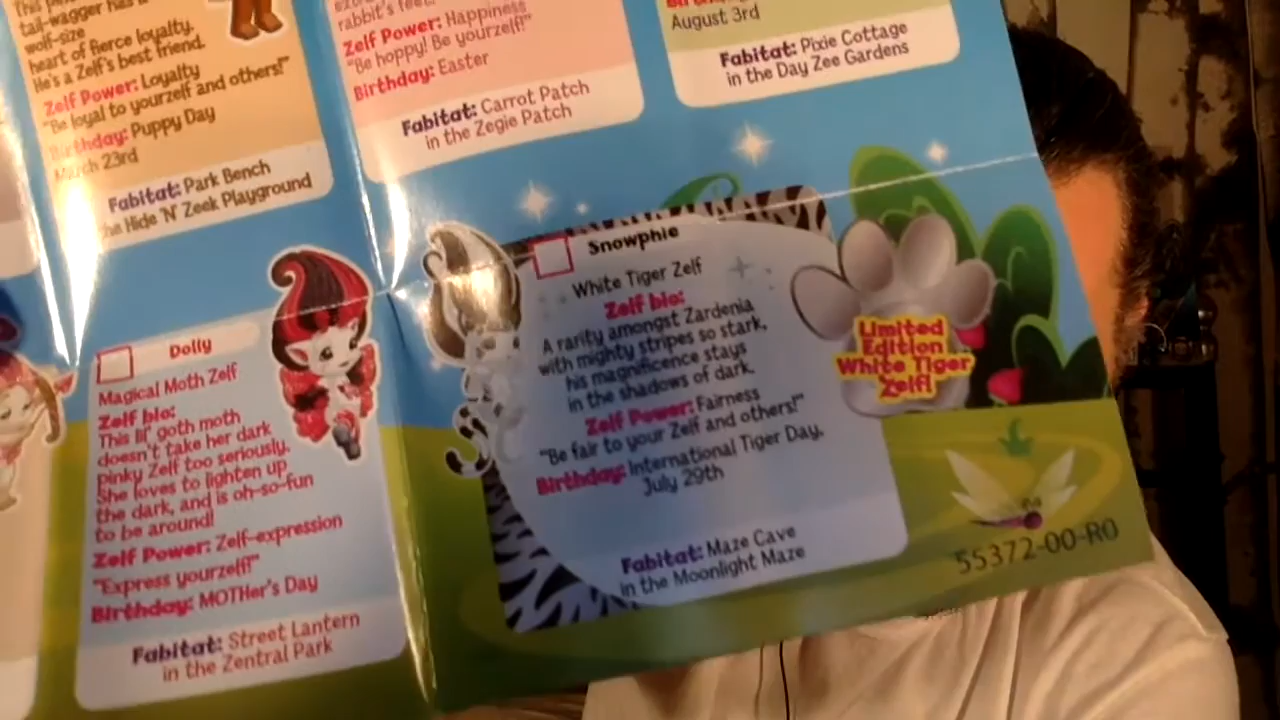 tail-wagger has a
wolf-size
heart of fierce loyalty.
He's a Zelf's best friend.
Zelf Power: Loyalty
"Be loyal to yourzelf and others!"
Birthday: Puppy Day
March 23rd
Fabitat: Park Bench
the Hide 'N' Zeek Playground
rabbit's feet.
Zelf Power: Happiness
"Be hoppy! Be yourzelf!"
Birthday: Easter
Fabitat: Carrot Patch
in the Zegie Patch
August 3rd
Fabitat: Pixie Cottage
in the Day Zee Gardens
Dolly
Magical Moth Zelf
Zelf bio:
This lil' goth moth
doesn't take her dark
pinky Zelf too seriously.
She loves to lighten up
the dark, and is oh-so-fun
to be around!
Zelf Power: Zelf-expression
"Express yourzelf!"
Birthday: MOTHer's Day
Fabitat: Street Lantern
in the Zentral Park
Snowphie
White Tiger Zelf
Zelf bio:
A rarity amongst Zardenia
with mighty stripes so stark,
his magnificence stays
in the shadows of dark.
Zelf Power: Fairness
"Be fair to your Zelf and others!"
Birthday: International Tiger Day,
July 29th
Fabitat: Maze Cave
in the Moonlight Maze
Limited
Edition
White Tiger
Zelf!
55372-00-R0